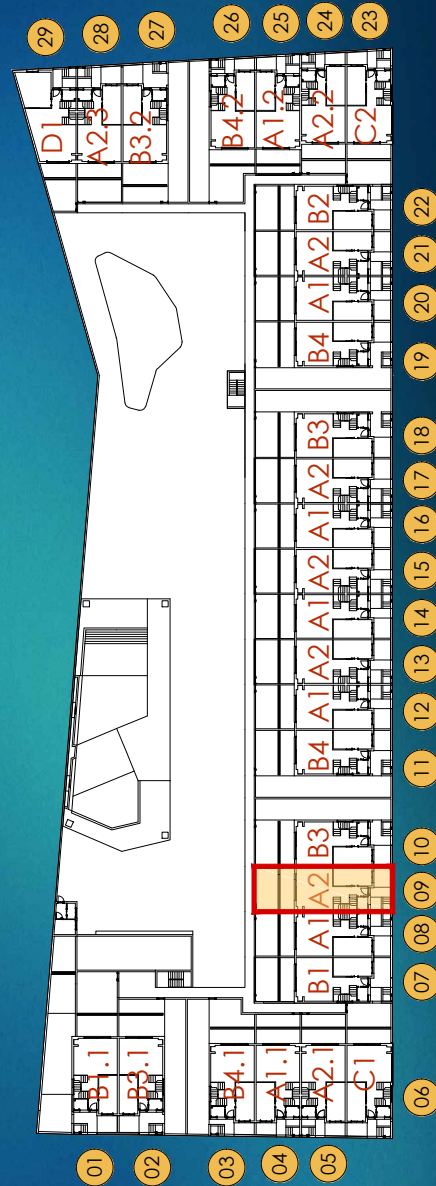 01
02
03
04
05
06
07
08
09
10
11
12
13
14
15
16
17
18
19
20
21
22
23
24
25
26
27
28
29
B1.1
B3.1
B4.1
A1.1
A2.1
C1
B1
A1
A2
B3
B4
A1
A2
A1
A2
A1
A2
B3
B4
A1
A2
B2
C2
A2.2
A1.2
B4.2
B3.2
A2.3
D1